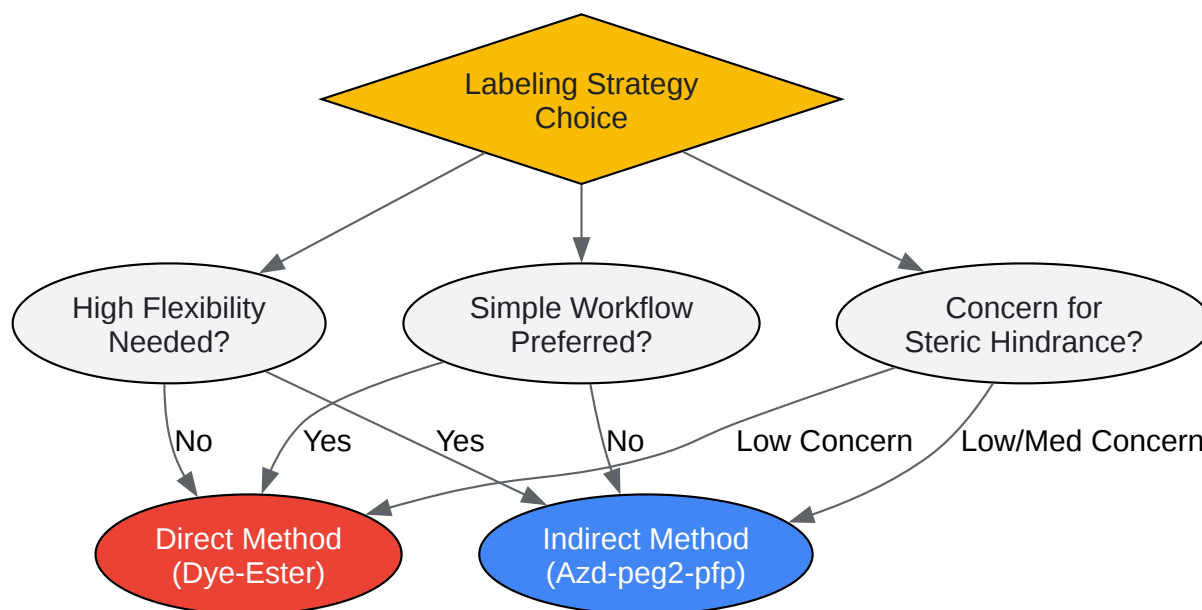 Labeling Strategy
Choice
High Flexibility
Needed?
Simple Workflow
Preferred?
Concern for
Steric Hindrance?
No
Yes
Yes
No
Low Concern
Low/Med Concern
Direct Method
(Dye-Ester)
Indirect Method
(Azd-peg2-pfp)